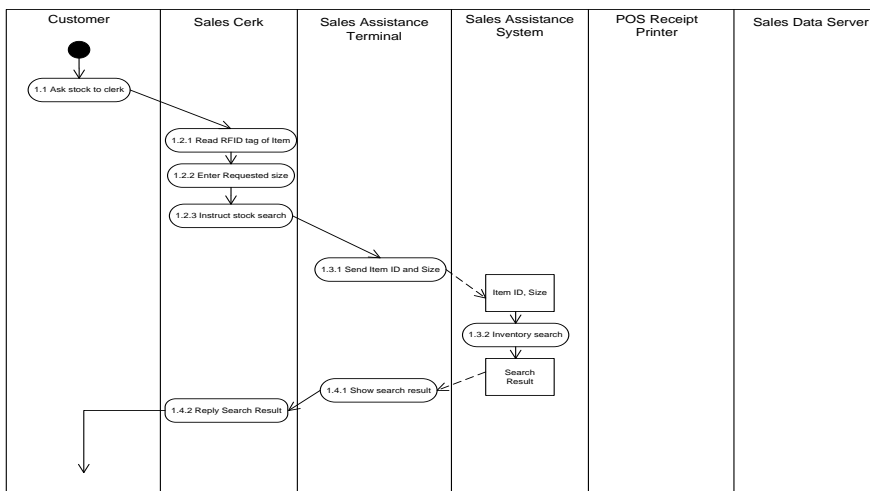 Customer
Sales Cerk
Sales Assistance
Terminal
Sales Assistance
System
POS Receipt
Printer
Sales Data Server
1.1 Ask stock to clerk
1.2.1 Read RFID tag of Item
1.2.2 Enter Requested size
1.2.3 Instruct stock search
1.3.1 Send Item ID and Size
Item ID, Size
1.3.2 Inventory search
Search
Result
1.4.1 Show search result
1.4.2 Reply Search Result